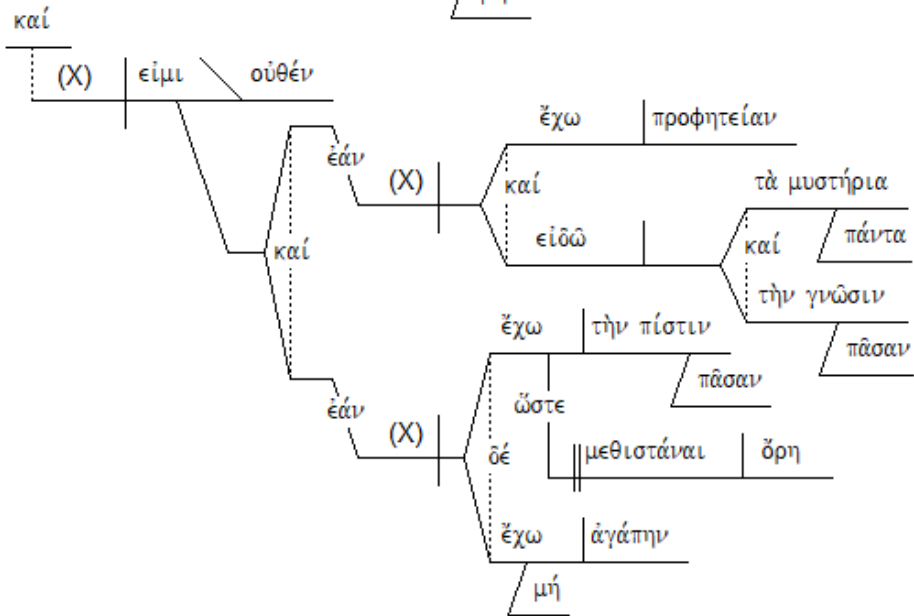 καί
(X) εἰμι οὐθέν
ἔχω προφητείαν
ἐάν
(X) καί τὰ μυστήρια
εἰδῶ πάντα
καί καί
τὴν γνῶσιν
ἔχω τὴν πίστιν
πᾶσαν
πᾶσαν
ἐάν ὥστε
(X)
δέ μεθιστάναι ὄρη
ἔχω ἀγάπην
μή